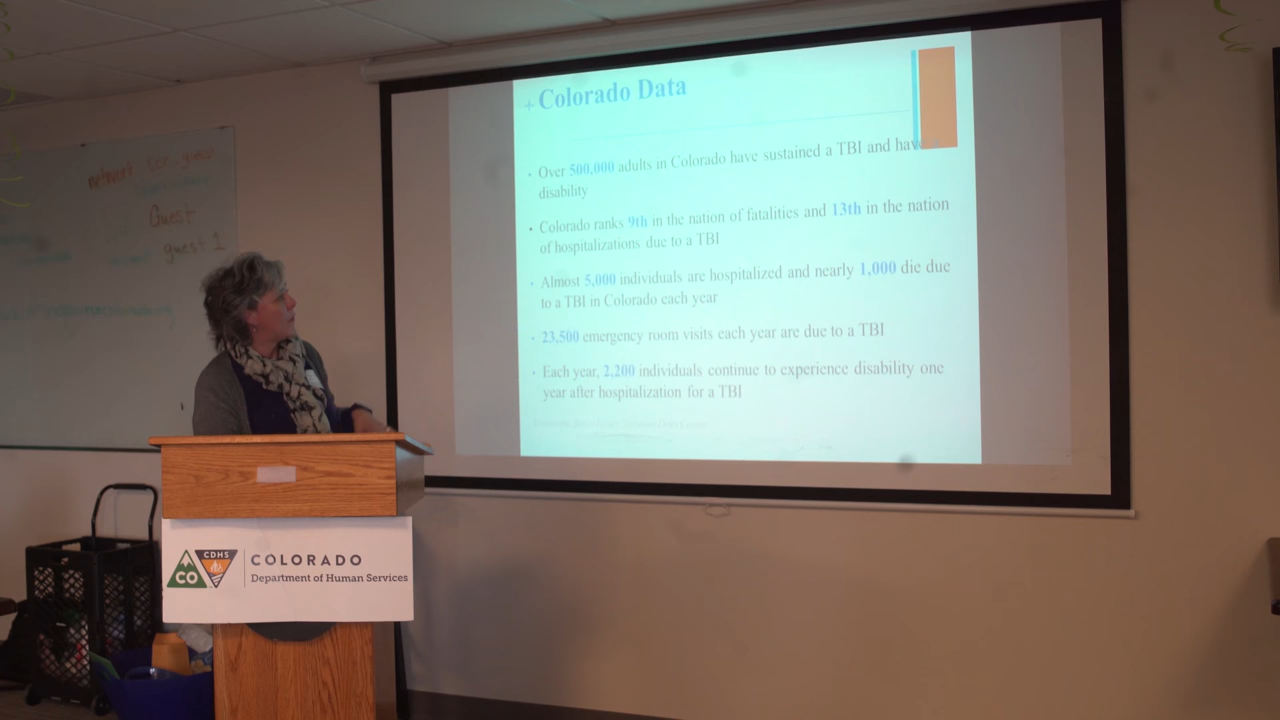 + Colorado Data
• Over 500,000 adults in Colorado have sustained a TBI and have
disability
• Colorado ranks 9th in the nation of fatalities and 13th in the nation
of hospitalizations due to a TBI
• Almost 5,000 individuals are hospitalized and nearly 1,000 die due
to a TBI in Colorado each year
• 23,500 emergency room visits each year are due to a TBI
• Each year, 2,200 individuals continue to experience disability one
year after hospitalization for a TBI
network
Guest
guest 1
CO
CDHS
COLORADO
Department of Human Services